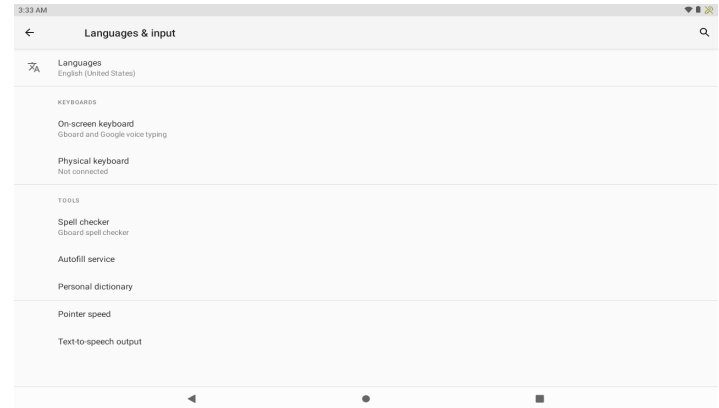 3:33 AM
Languages & input
Languages
English (United States)
KEYBOARDS
On-screen keyboard
Gboard and Google voice typing
Physical keyboard
Not connected
TOOLS
Spell checker
Gboard spell checker
Autofill service
Personal dictionary
Pointer speed
Text-to-speech output